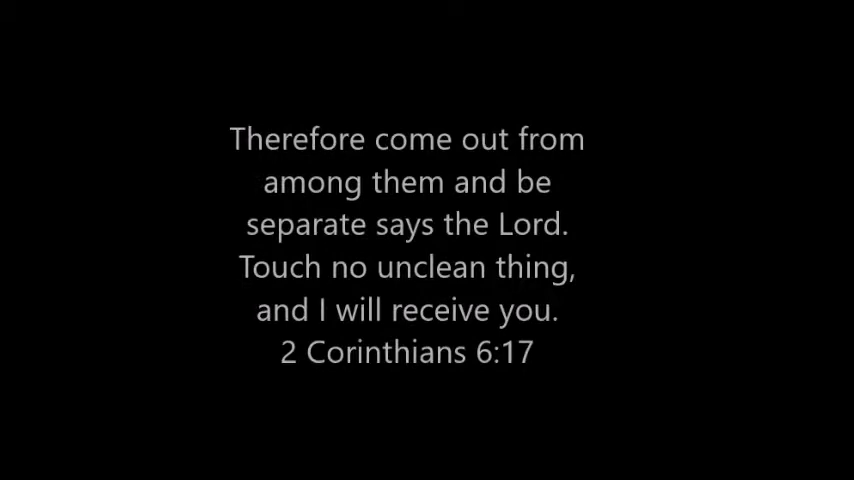 Therefore come out from
among them and be
separate says the Lord.
Touch no unclean thing,
and I will receive you.
2 Corinthians 6:17